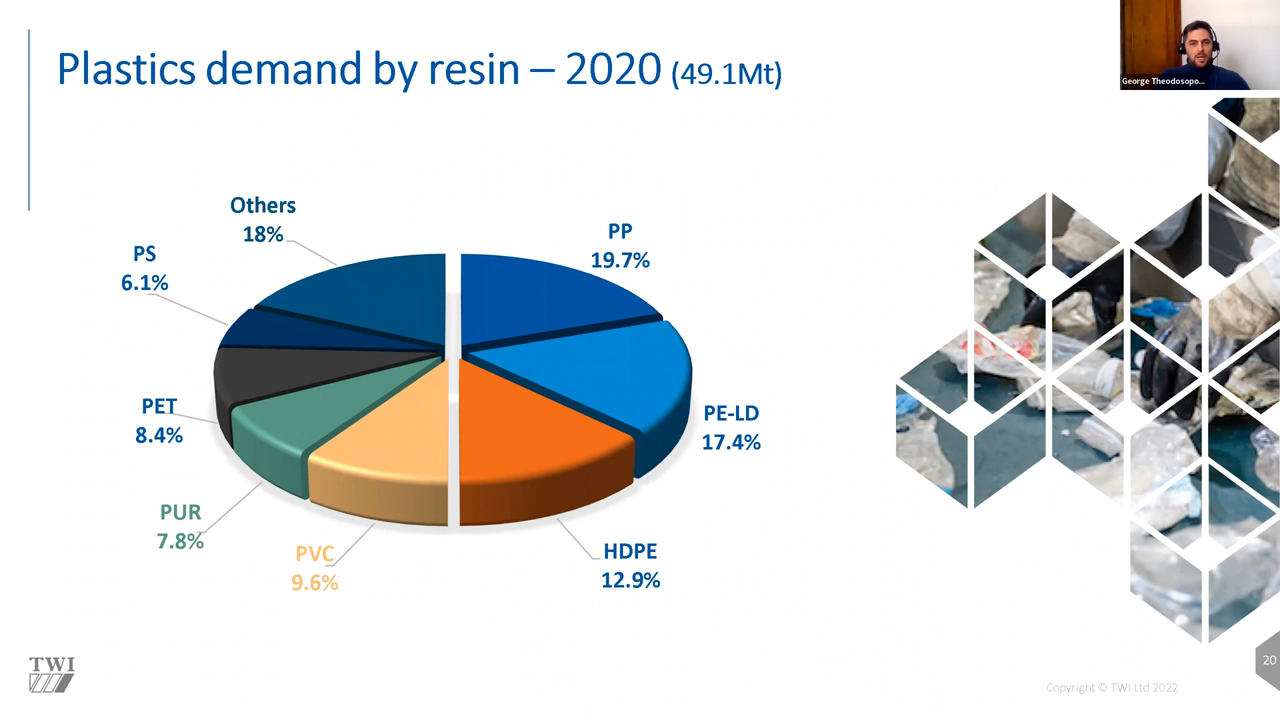 Plastics demand by resin – 2020 (49.1Mt)
George Theodosopo...
Others
18%
PP
19.7%
PS
6.1%
PET
8.4%
PE-LD
17.4%
PUR
7.8%
PVC
9.6%
HDPE
12.9%
TWI
20
Copyright © TWI Ltd 2022